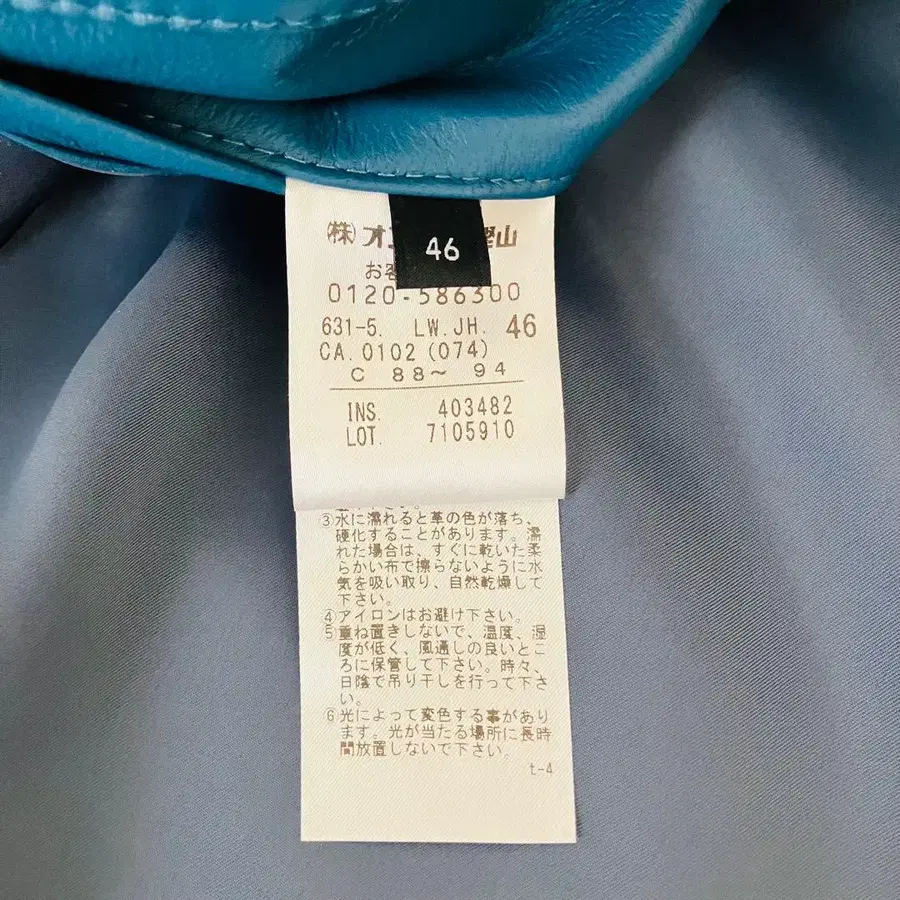 ㈱オ 樫山
46
お客
0120-586300
631-5. LW.JH. 46
CA.0102(074)
C 88～ 94
INS. 403482
LOT. 7105910
③水に濡れると革の色が落ち、
硬化することがあります。濡
れた場合は、すぐに乾いた柔
らかい布で擦らないように水
気を吸い取り、自然乾燥して
下さい。
④アイロンはお避け下さい。
⑤重ね置きしないで、温度、湿
度が低く、風通しの良いとこ
ろに保管して下さい。時々、
日陰で吊り干しを行って下さ
い。
⑥光によって変色する事があり
ます。光が当たる場所に長時
間放置しないで下さい。
t-4